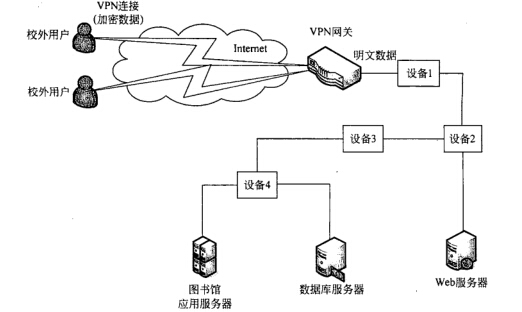 VPN连接
(加密数据)
校外用户
Internet
VPN网关
明文数据
设备1
校外用户
设备3
设备2
设备4
图书馆
应用服务器
数据库服务器
Web服务器